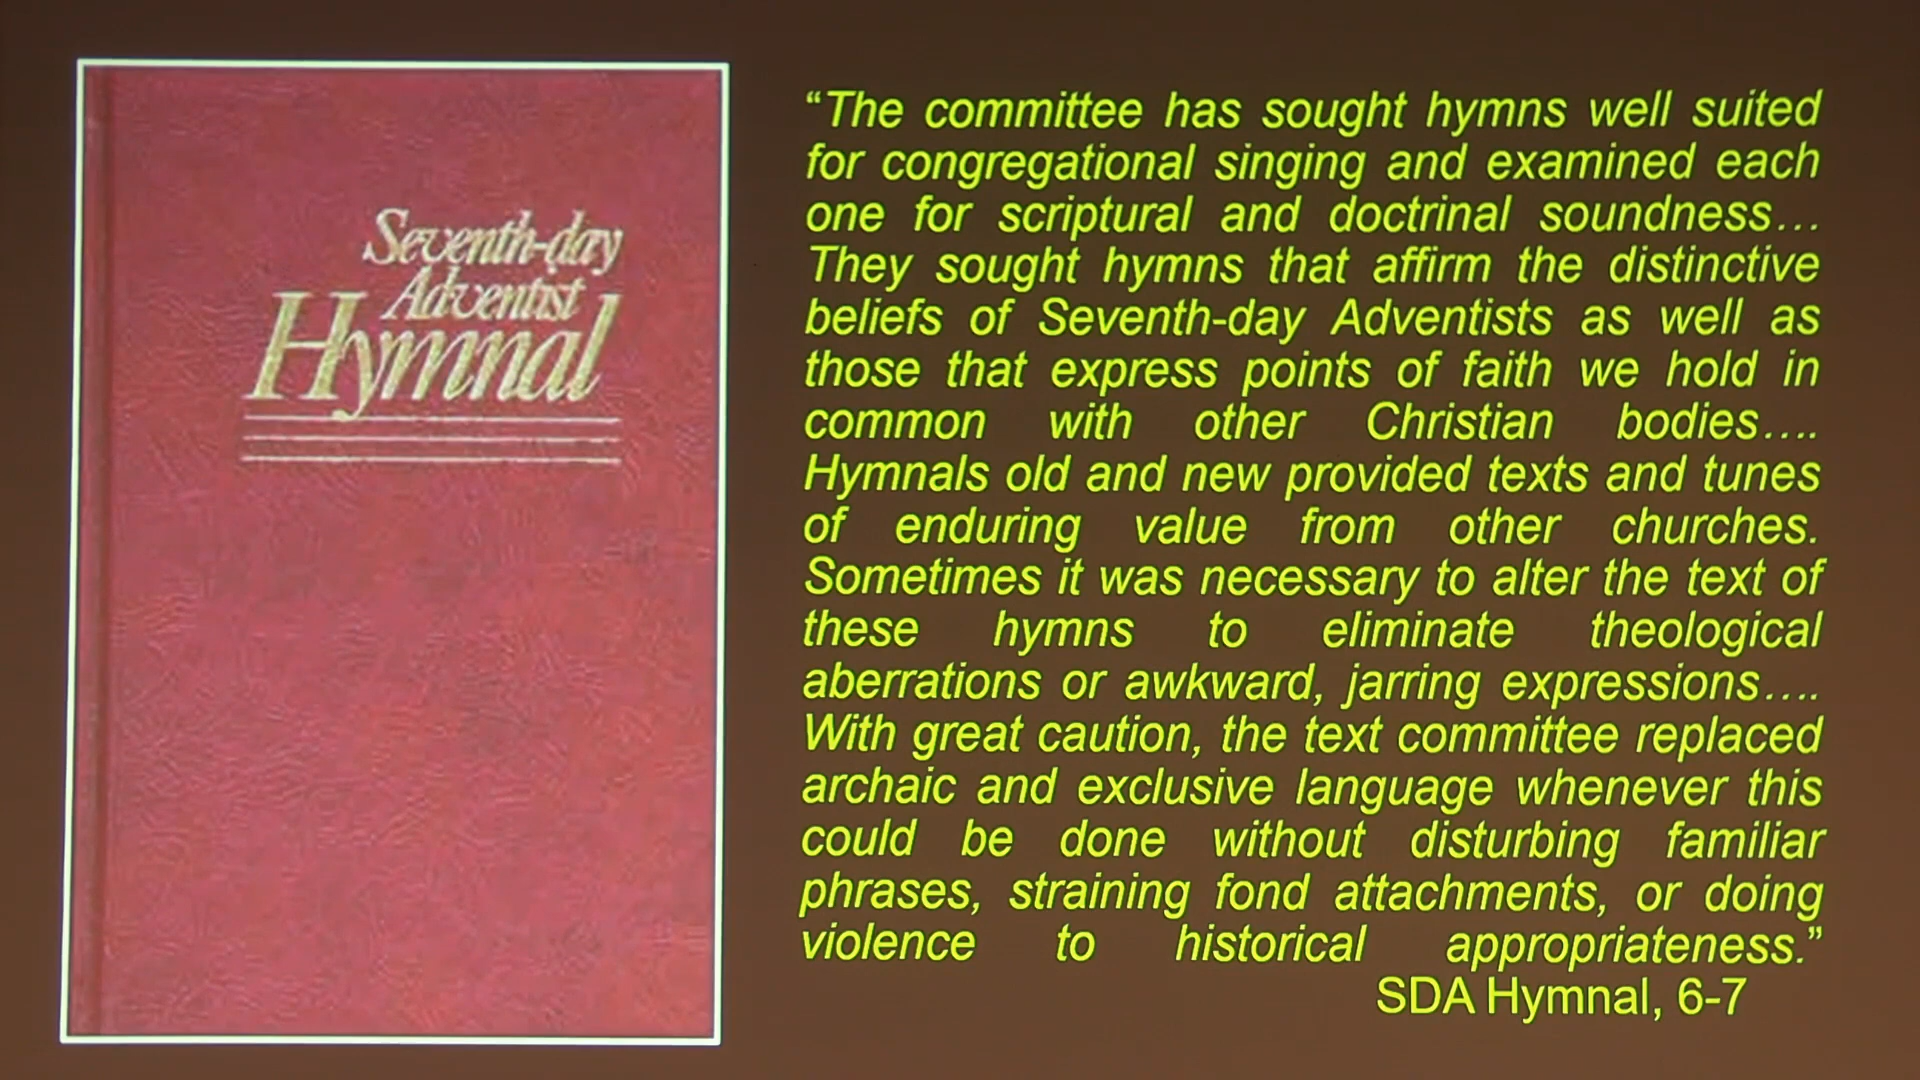 Seventh-day
Adventist
Hymnal
“The committee has sought hymns well suited
for congregational singing and examined each
one for scriptural and doctrinal soundness…
They sought hymns that affirm the distinctive
beliefs of Seventh-day Adventists as well as
those that express points of faith we hold in
common with other Christian bodies….
Hymnals old and new provided texts and tunes
of enduring value from other churches.
Sometimes it was necessary to alter the text of
these hymns to eliminate theological
aberrations or awkward, jarring expressions….
With great caution, the text committee replaced
archaic and exclusive language whenever this
could be done without disturbing familiar
phrases, straining fond attachments, or doing
violence to historical appropriateness.”
SDA Hymnal, 6-7